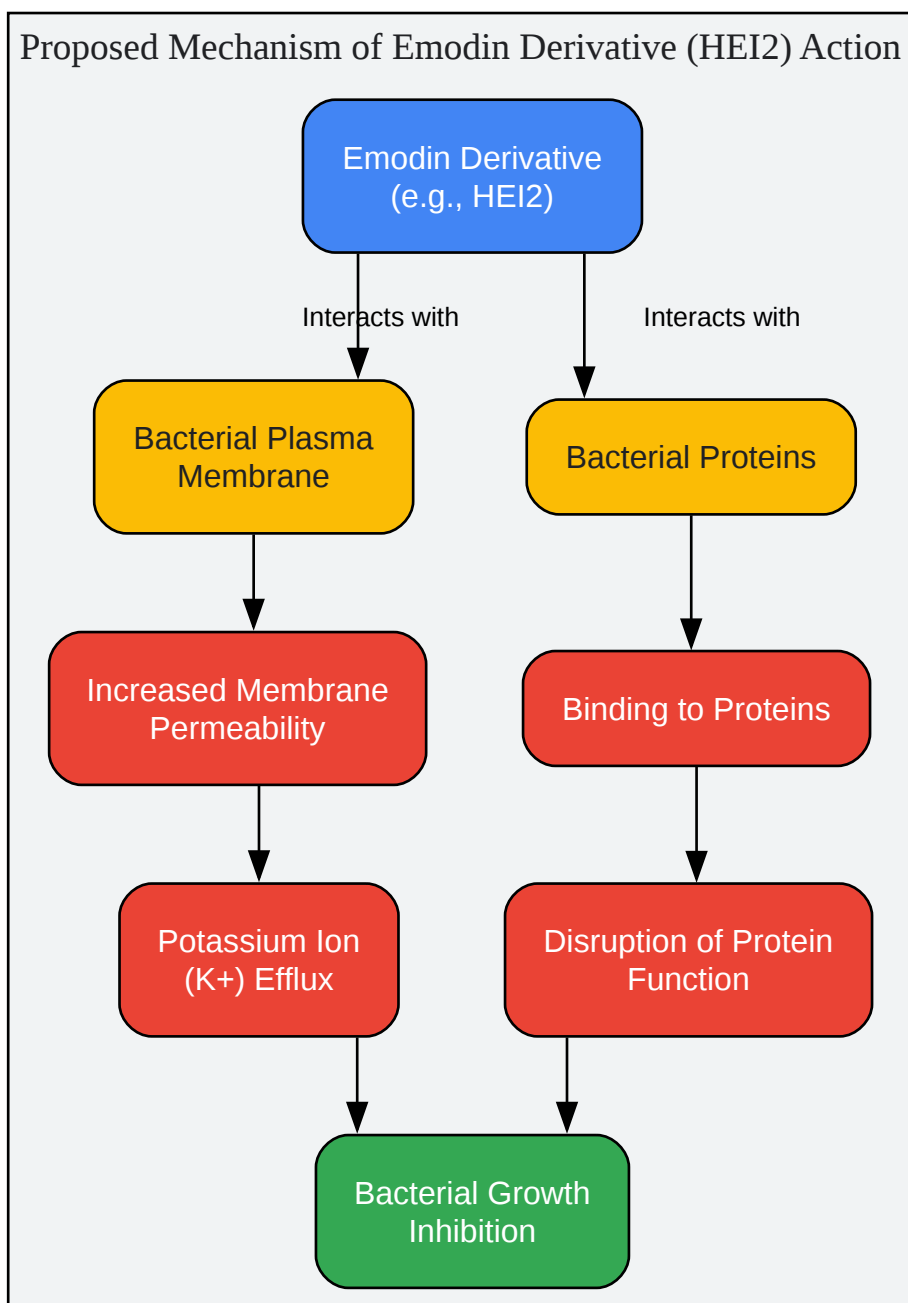 Proposed Mechanism of Emodin Derivative (HEI2) Action
Emodin Derivative
(e.g., HEI2)
Interacts with
Interacts with
Bacterial Plasma
Membrane
Bacterial Proteins
Increased Membrane
Permeability
Binding to Proteins
Potassium Ion
(K+) Efflux
Disruption of Protein
Function
Bacterial Growth
Inhibition